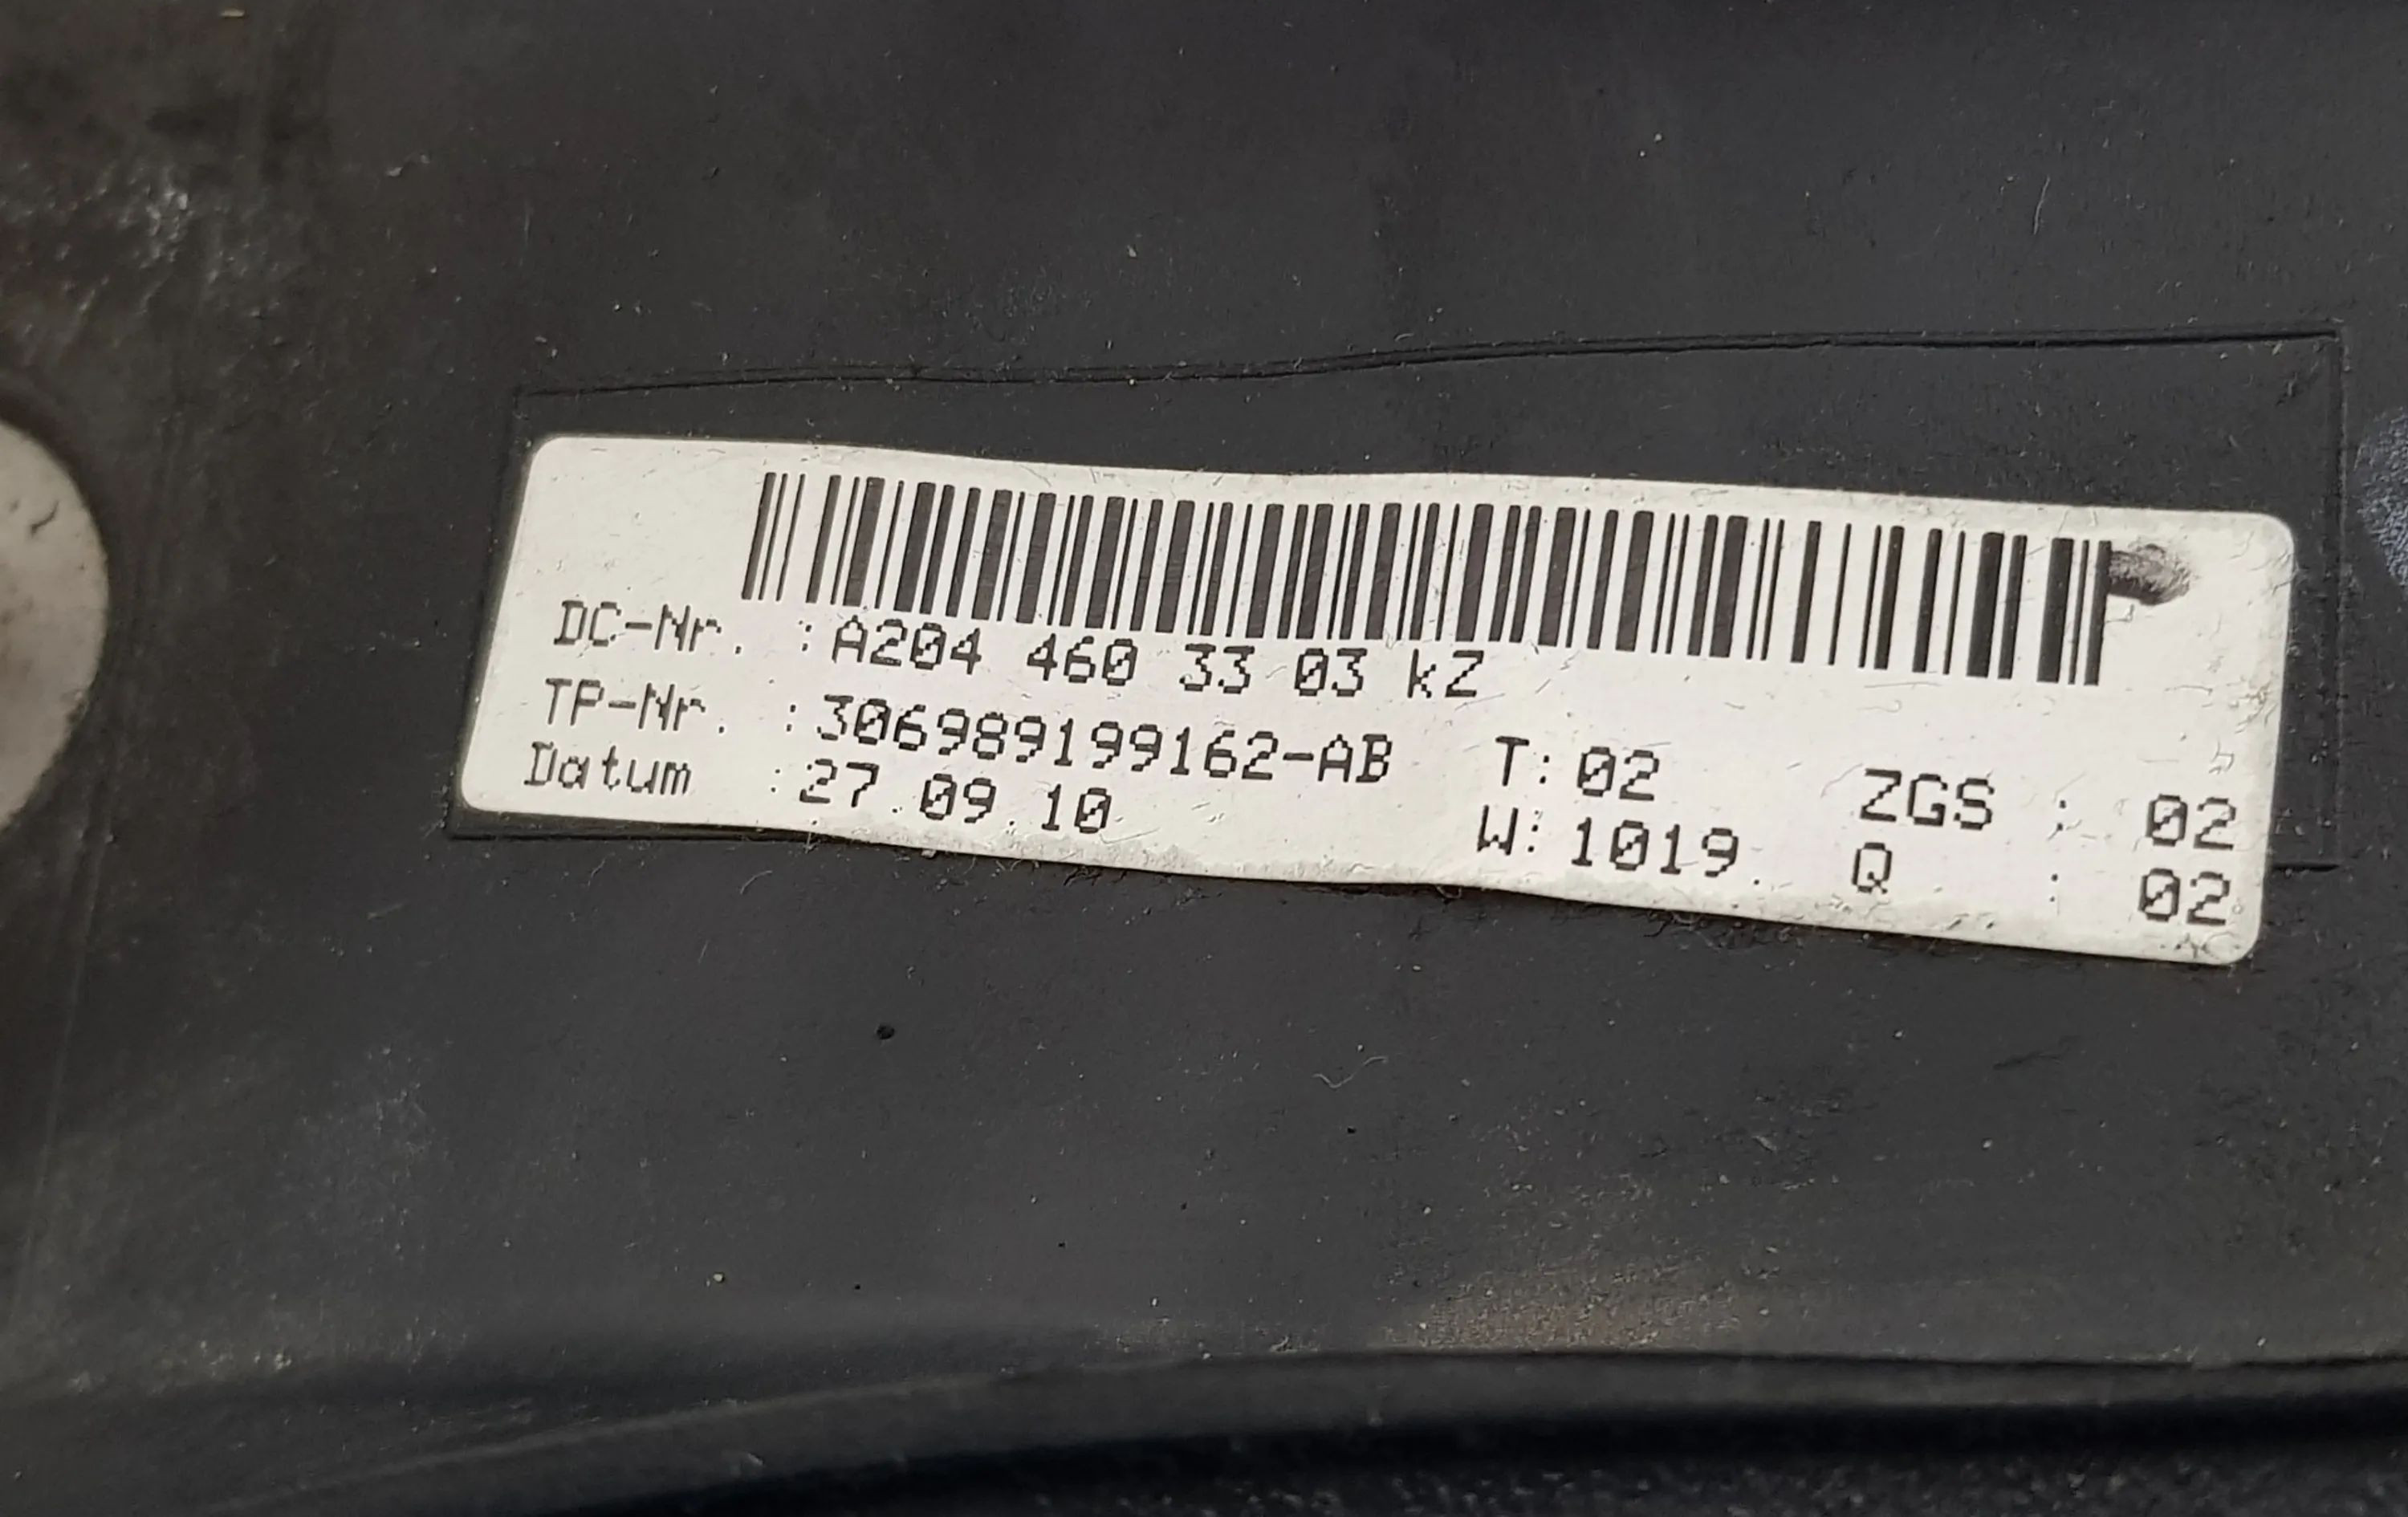 DC-Nr. :A204 460 33 03 kZ
TP-Nr. :306989199162-AB T:02 ZGS : 02
Datum :27.09.10 W:1019. Q : 02